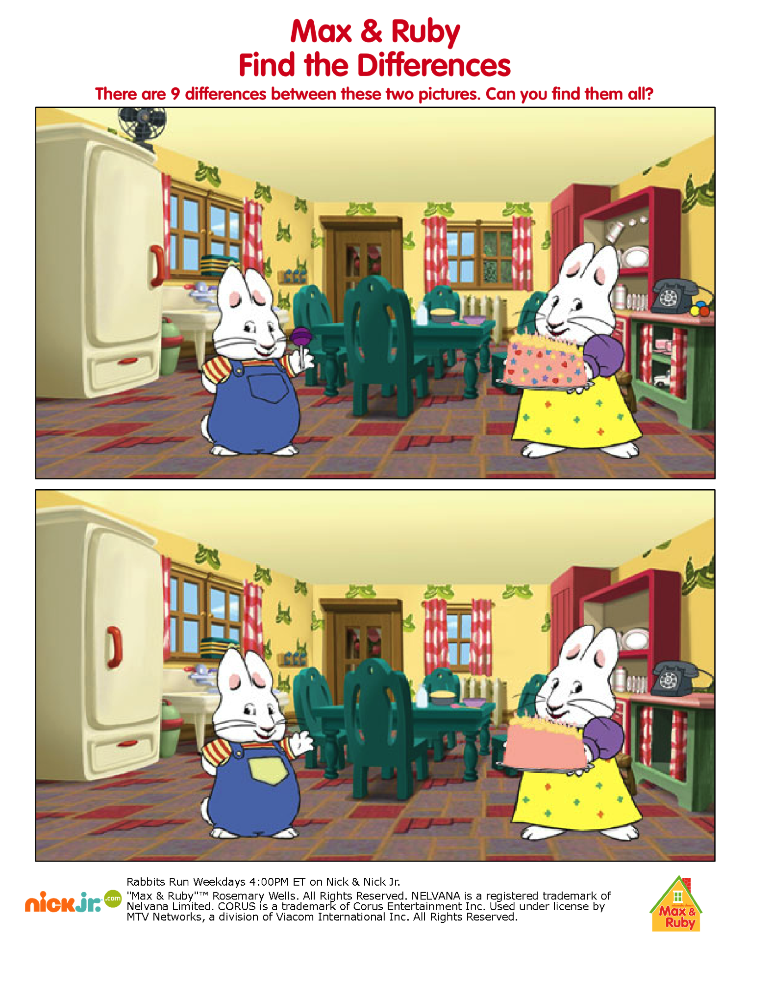 Max & Ruby
Find the Differences
There are 9 differences between these two pictures. Can you find them all?
Rabbits Run Weekdays 4:00PM ET on Nick & Nick Jr.
"Max & Ruby"™ Rosemary Wells. All Rights Reserved. NELVANA is a registered trademark of
Nelvana Limited. CORUS is a trademark of Corus Entertainment Inc. Used under license by
MTV Networks, a division of Viacom International Inc. All Rights Reserved.
nick jr. .com
nickelodeon
Max &
Ruby